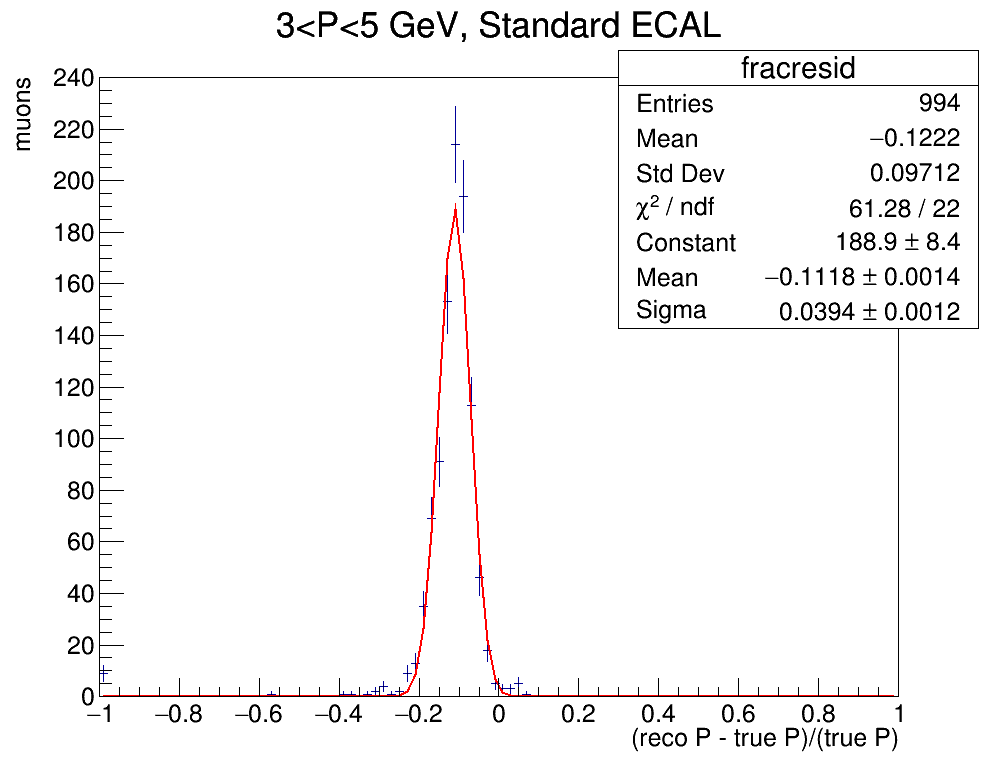 3<P<5 GeV, Standard ECAL
muons
fracresid
Entries 994
Mean −0.1222
Std Dev 0.09712
χ² / ndf 61.28 / 22
Constant 188.9 ± 8.4
Mean −0.1118 ± 0.0014
Sigma 0.0394 ± 0.0012
240
220
200
180
160
140
120
100
80
60
40
20
0
−1 −0.8 −0.6 −0.4 −0.2 0 0.2 0.4 0.6 0.8 1
(reco P - true P)/(true P)